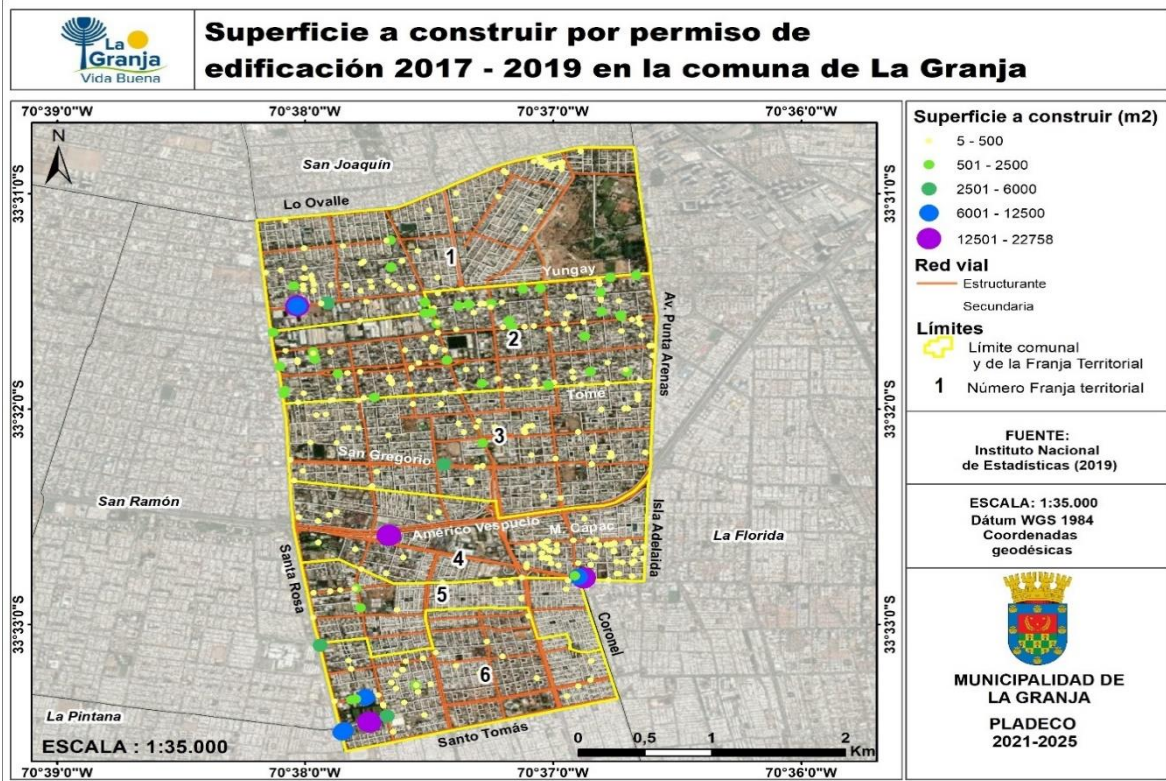 La
Granja
Vida Buena
Superficie a construir por permiso de
edificación 2017 - 2019 en la comuna de La Granja
70°39'0"W 70°38'0"W 70°37'0"W 70°36'0"W
N
San Joaquín
33°31'0"S 33°31'0"S
Lo Ovalle
1
Yungay
2
Av. Punta Arenas
33°32'0"S 33°32'0"S
Tomé
3
San Gregorio
San Ramón
Américo Vespucio
M. Capac
Isla Adelaida
La Florida
4
Santa Rosa
5
33°33'0"S 33°33'0"S
Coronel
6
La Pintana
Santo Tomás
ESCALA : 1:35.000
0 0,5 1 2
Km
70°39'0"W 70°38'0"W 70°37'0"W 70°36'0"W
Superficie a construir (m2)
5 - 500
501 - 2500
2501 - 6000
6001 - 12500
12501 - 22758
Red vial
Estructurante
Secundaria
Límites
Límite comunal
y de la Franja Territorial
1 Número Franja territorial
FUENTE:
Instituto Nacional
de Estadísticas (2019)
ESCALA: 1:35.000
Dátum WGS 1984
Coordenadas
geodésicas
MUNICIPALIDAD DE
LA GRANJA
PLADECO
2021-2025